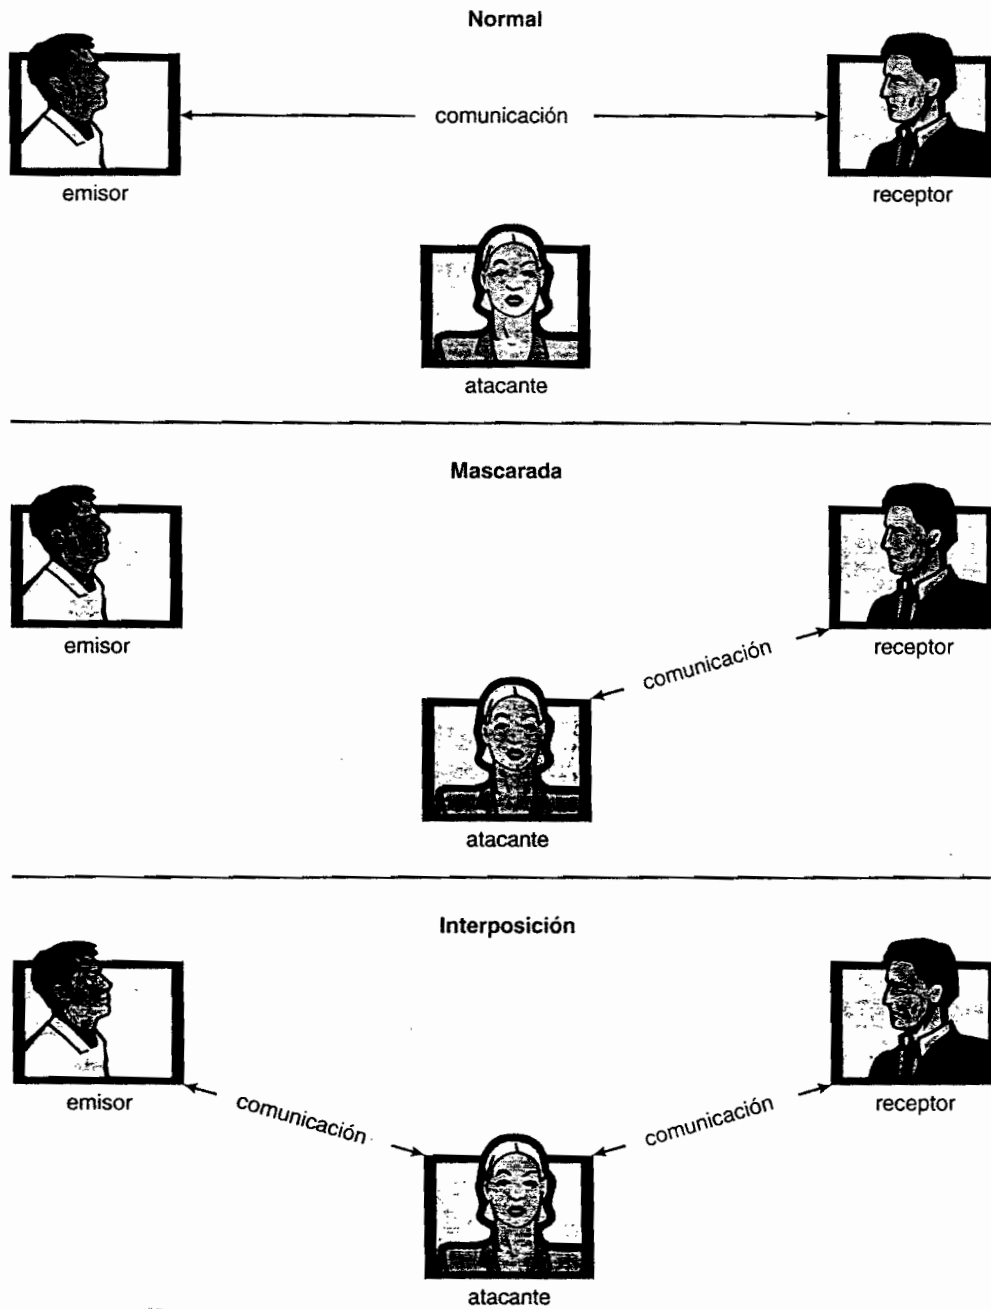 Normal
comunicación
emisor
receptor
atacante
Mascarada
emisor
receptor
comunicación
atacante
Interposición
emisor
receptor
comunicación
comunicación
atacante